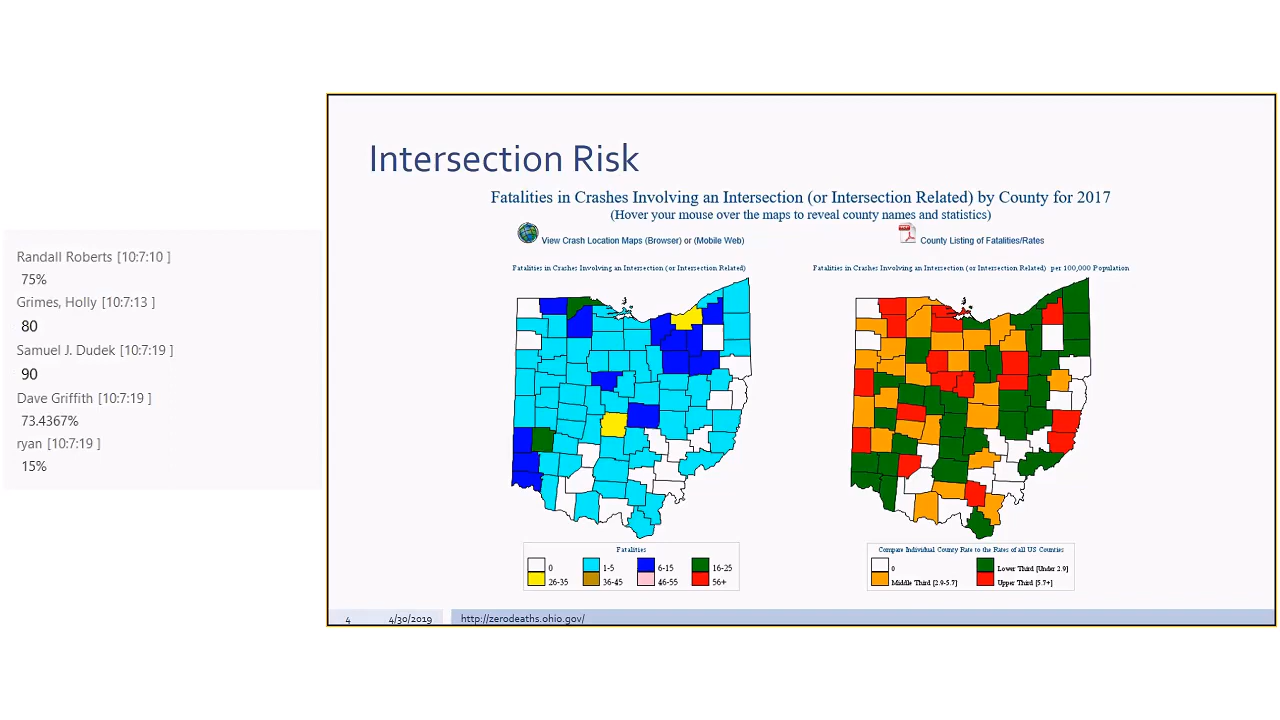 Randall Roberts [10:7:10 ]
75%
Grimes, Holly [10:7:13 ]
80
Samuel J. Dudek [10:7:19 ]
90
Dave Griffith [10:7:19 ]
73.4367%
ryan [10:7:19 ]
15%
Intersection Risk
Fatalities in Crashes Involving an Intersection (or Intersection Related) by County for 2017
(Hover your mouse over the maps to reveal county names and statistics)
View Crash Location Maps (Browser) or (Mobile Web)
PDF
County Listing of Fatalities/Rates
Fatalities in Crashes Involving an Intersection (or Intersection Related)
Fatalities in Crashes Involving an Intersection (or Intersection Related) per 100,000 Population
Fatalities
0 1-5 6-15 16-25
26-35 36-45 46-55 56+
Compare Individual County Rate to the Rates of all US Counties
0 Lower Third [Under 2.9]
Middle Third [2.9-5.7] Upper Third [5.7+]
4 4/30/2019 http://zerodeaths.ohio.gov/